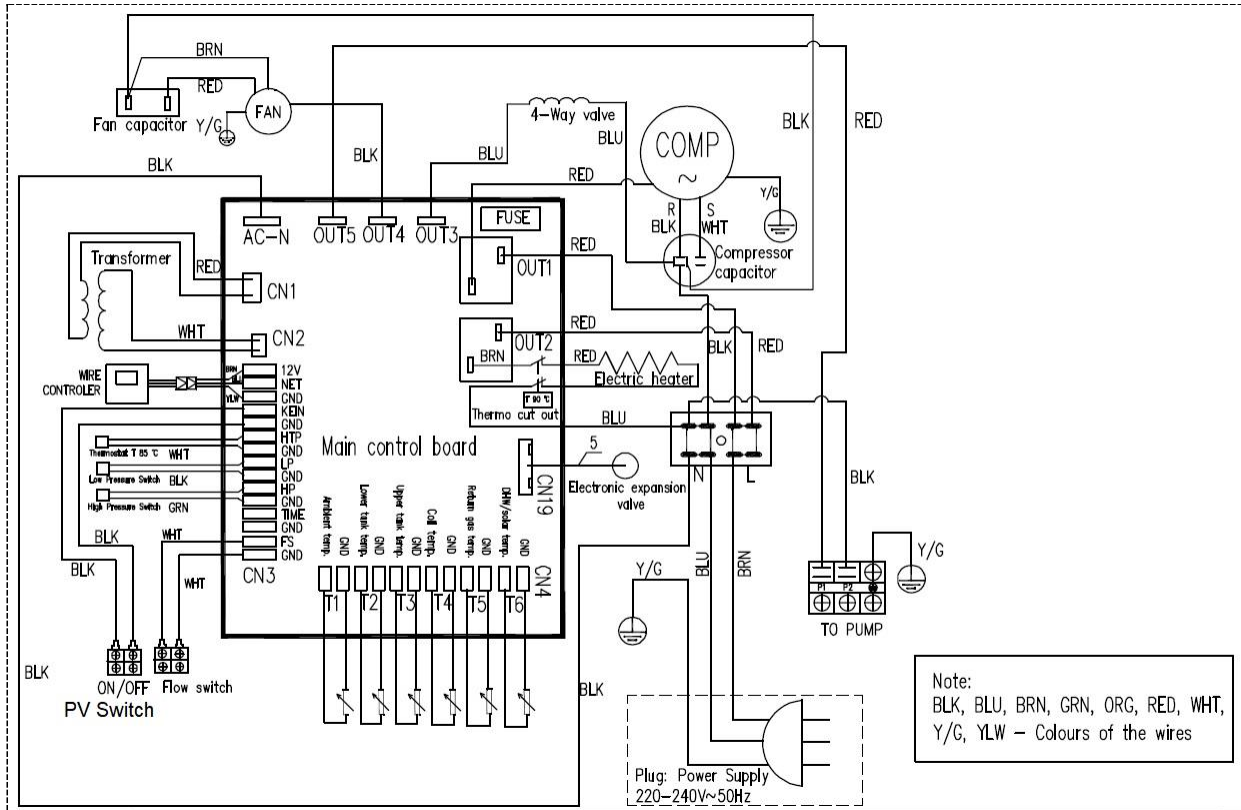 BRN
RED
Fan capacitor
Y/G
FAN
BLK
BLK
BLU
4-Way valve
BLU
COMP
~
BLK
RED
RED
Y/G
R
S
BLK
WHT
Compressor
capacitor
AC-N
OUT5
OUT4
OUT3
FUSE
OUT1
RED
Transformer
RED
CN1
WHT
CN2
OUT2
RED
BRN
RED
Electric heater
BLK
RED
T 90 ℃
Thermo cut out
BLU
WIRE
CONTROLER
BRN
BLU
YLW
12V
NET
GND
KEIN
GND
HTP
GND
LP
GND
HP
GND
TIME
GND
FS
GND
CN3
Thermostat T 85 ℃
WHT
Low Pressure Switch
BLK
High Pressure Switch
GRN
WHT
BLK
BLK
WHT
Main control board
CN19
5
Electronic expansion
valve
N
L
BLK
Ambient temp.
GND
Lower tank temp.
GND
Upper tank temp.
GND
Coil temp.
GND
Return gas temp.
GND
DHW/solar temp.
GND
CN4
T1
T2
T3
T4
T5
T6
Y/G
BLU
BRN
Y/G
P1
P2
TO PUMP
BLK
ON/OFF
Flow switch
PV Switch
BLK
Plug: Power Supply
220-240V~50Hz
Note:
BLK, BLU, BRN, GRN, ORG, RED, WHT,
Y/G, YLW – Colours of the wires